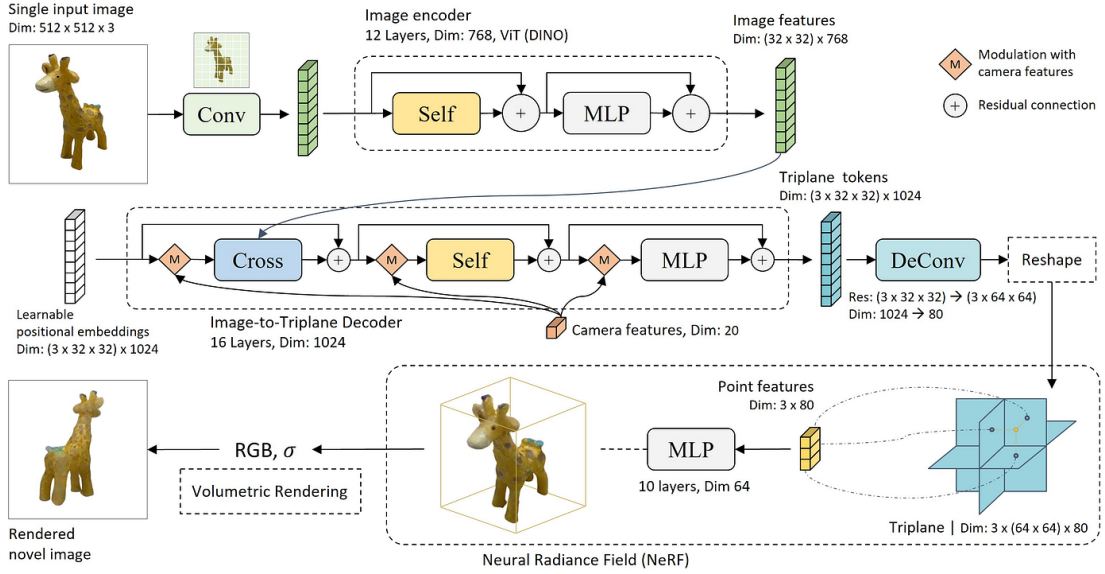 Single input image
Dim: 512 x 512 x 3
Conv
Image encoder
12 Layers, Dim: 768, ViT (DINO)
Self
+
MLP
+
Image features
Dim: (32 x 32) x 768
M
Modulation with
camera features
+
Residual connection
Learnable
positional embeddings
Dim: (3 x 32 x 32) x 1024
M
Cross
+
M
Self
+
M
MLP
+
Image-to-Triplane Decoder
16 Layers, Dim: 1024
Camera features, Dim: 20
Triplane tokens
Dim: (3 x 32 x 32) x 1024
DeConv
Res: (3 x 32 x 32) → (3 x 64 x 64)
Dim: 1024 → 80
Reshape
Point features
Dim: 3 x 80
MLP
10 layers, Dim 64
Triplane | Dim: 3 x (64 x 64) x 80
Neural Radiance Field (NeRF)
RGB, σ
Volumetric Rendering
Rendered
novel image